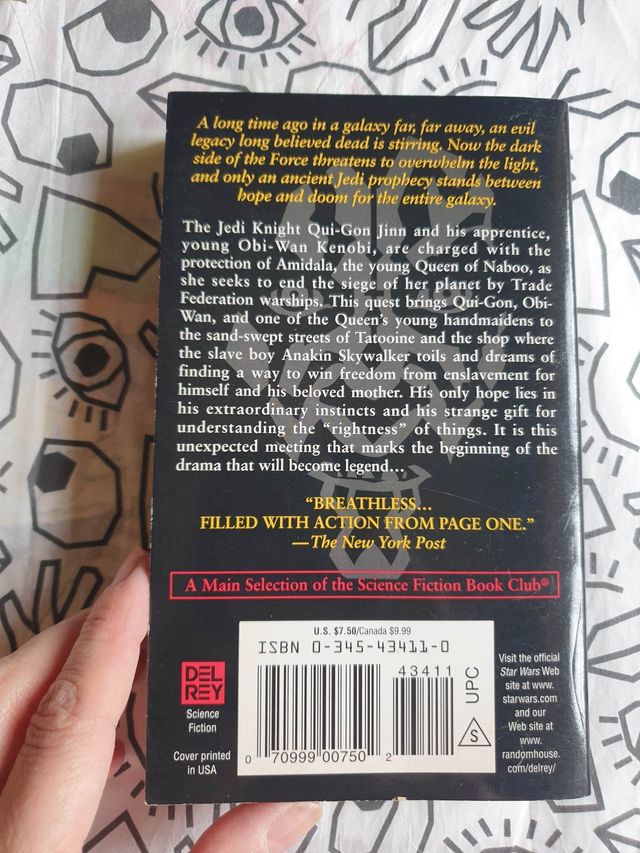 A long time ago in a galaxy far, far away, an evil
legacy long believed dead is stirring. Now the dark
side of the Force threatens to overwhelm the light,
and only an ancient Jedi prophecy stands between
hope and doom for the entire galaxy.
The Jedi Knight Qui-Gon Jinn and his apprentice,
young Obi-Wan Kenobi, are charged with the
protection of Amidala, the young Queen of Naboo, as
she seeks to end the siege of her planet by Trade
Federation warships. This quest brings Qui-Gon, Obi-
Wan, and one of the Queen's young handmaidens to
the sand-swept streets of Tatooine and the shop where
the slave boy Anakin Skywalker toils and dreams of
finding a way to win freedom from enslavement for
himself and his beloved mother. His only hope lies in
his extraordinary instincts and his strange gift for
understanding the "rightness" of things. It is this
unexpected meeting that marks the beginning of the
drama that will become legend...
"BREATHLESS...
FILLED WITH ACTION FROM PAGE ONE."
—The New York Post
A Main Selection of the Science Fiction Book Club®
U.S. $7.50/Canada $9.99
ISBN 0-345-43411-0
43411
UPC
S
0 70999 00750 2
DEL
REY
Science
Fiction
Cover printed
in USA
Visit the official
Star Wars Web
site at www.
starwars.com
and our
Web site at
www.
randomhouse.
com/delrey/